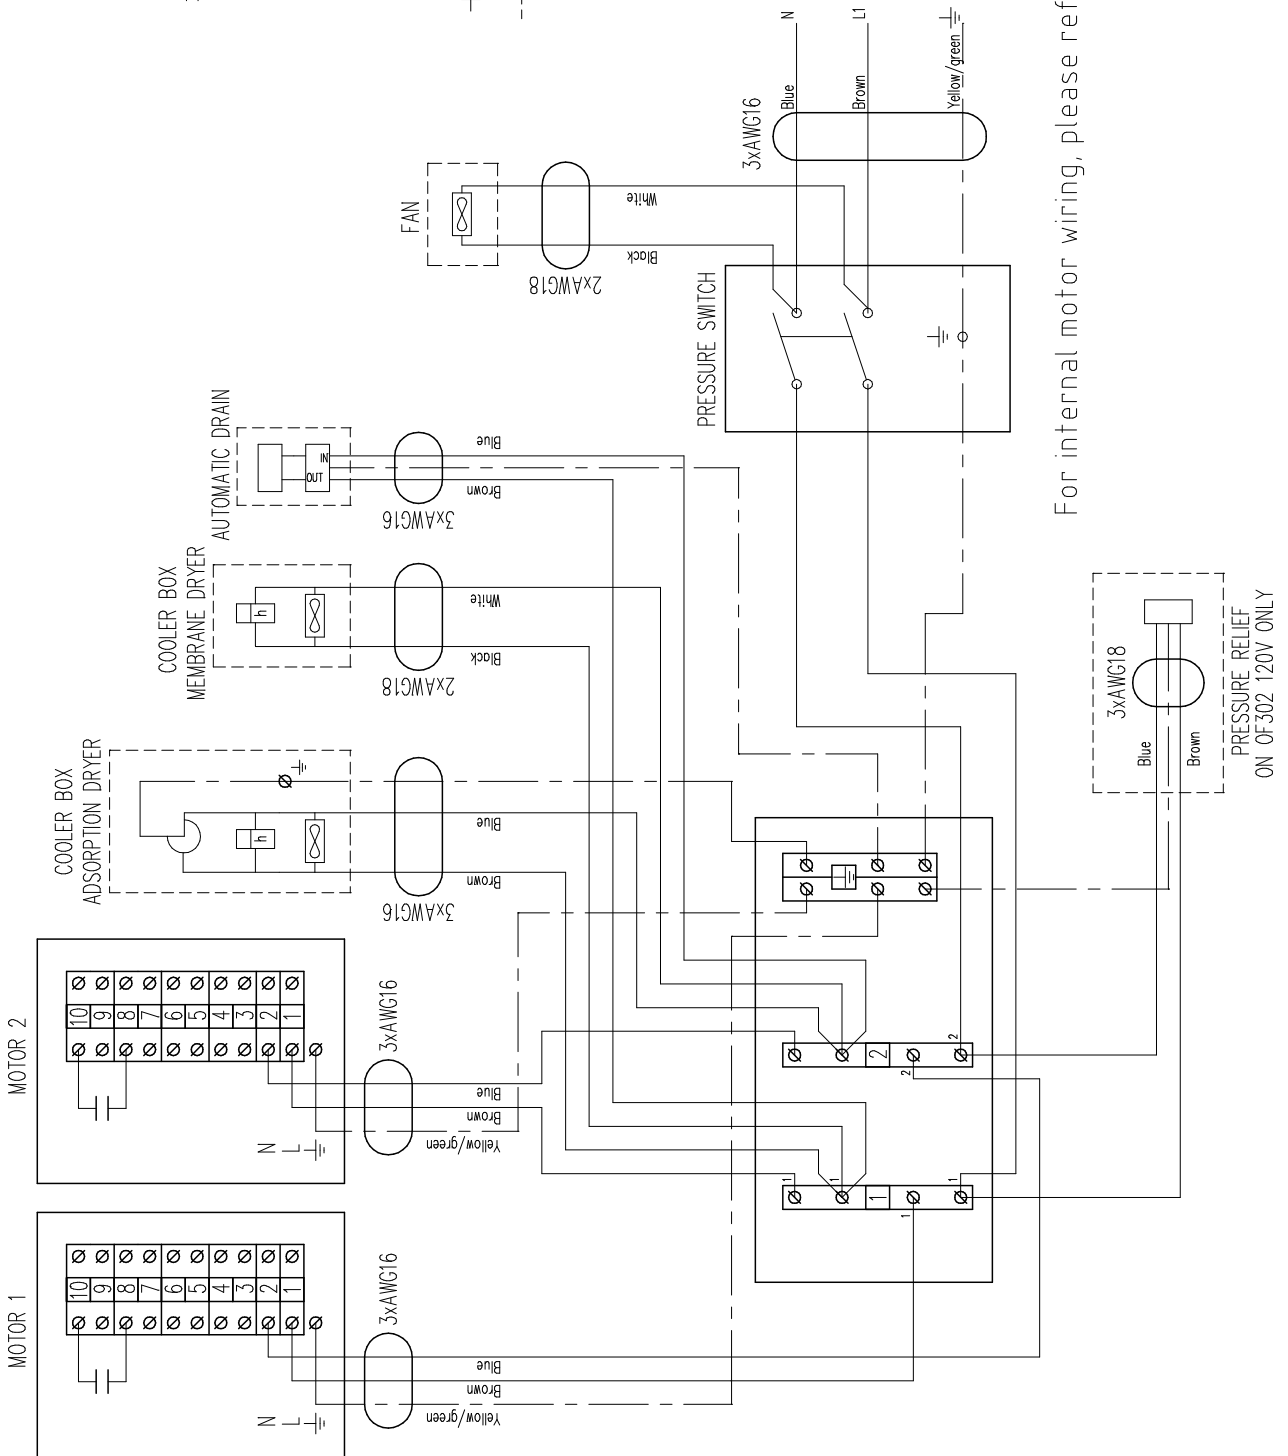 MOTOR 1
10
9
8
7
6
5
4
3
2
1
N
L
3xAWG16
Blue
Brown
Yellow/green
MOTOR 2
10
9
8
7
6
5
4
3
2
1
N
L
3xAWG16
Blue
Brown
Yellow/green
COOLER BOX
ADSORPTION DRYER
h
3xAWG16
Blue
Brown
COOLER BOX
MEMBRANE DRYER
h
2xAWG18
White
Black
AUTOMATIC DRAIN
IN
OUT
3xAWG16
Blue
Brown
FAN
2xAWG18
White
Black
PRESSURE SWITCH
3xAWG16
N
Blue
L1
Brown
Yellow/green
1
1
1
1
1
2
2
2
3xAWG18
Blue
Brown
PRESSURE RELIEF
ON OF302 120V ONLY
For internal motor wiring, please ref